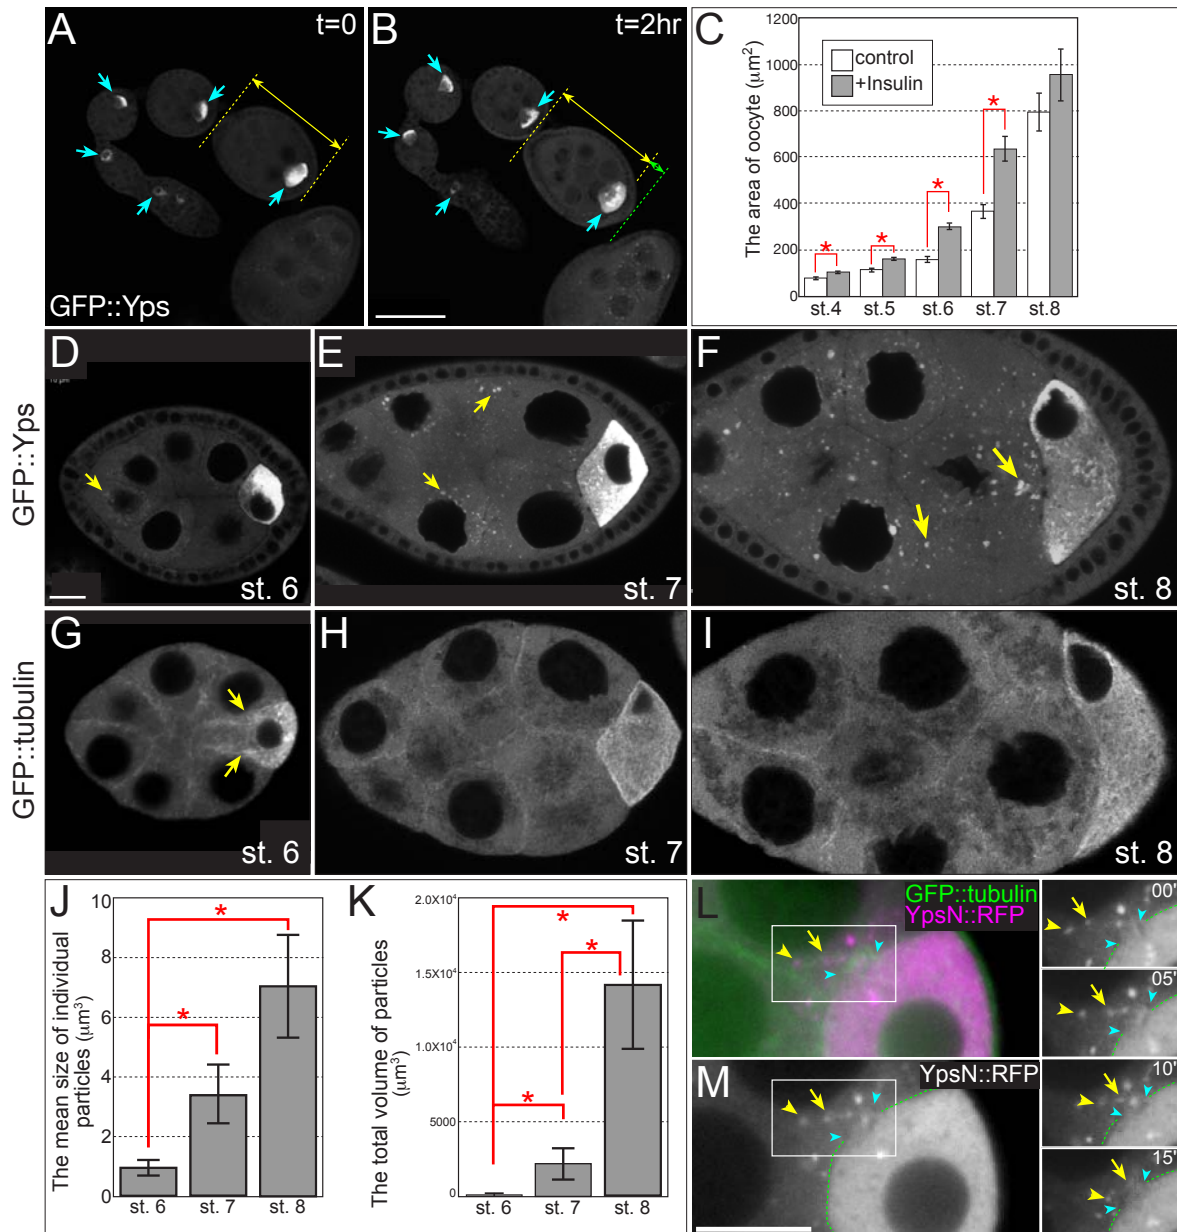 A
t=0
GFP::Yps
B
t=2hr
C
The area of oocyte (µm²)
1200
1000
800
600
400
200
0
control
+Insulin
*
*
*
*
st.4
st.5
st.6
st.7
st.8
GFP::Yps
D
st. 6
E
st. 7
F
st. 8
GFP::tubulin
G
st. 6
H
st. 7
I
st. 8
J
The mean size of individual
particles (µm³)
10
8
6
4
2
0
*
*
st. 6
st. 7
st. 8
K
The total volume of particles
(µm³)
2.0X10⁴
1.5X10⁴
1.0X10⁴
5000
0
*
*
*
st. 6
st. 7
st. 8
L
GFP::tubulin
YpsN::RFP
M
YpsN::RFP
00'
05'
10'
15'